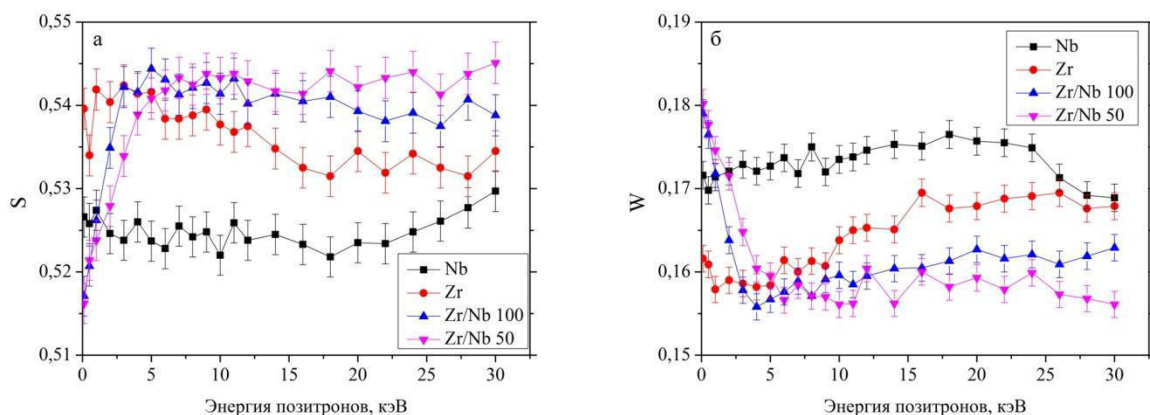 а
S
0,55
0,54
0,53
0,52
0,51
0 5 10 15 20 25 30
Энергия позитронов, кэВ
Nb
Zr
Zr/Nb 100
Zr/Nb 50
б
W
0,19
0,18
0,17
0,16
0,15
0 5 10 15 20 25 30
Энергия позитронов, кэВ
Nb
Zr
Zr/Nb 100
Zr/Nb 50